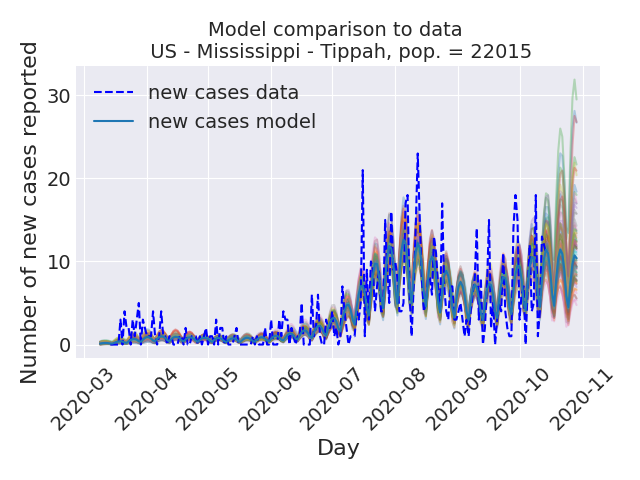 Model comparison to data
US - Mississippi - Tippah, pop. = 22015
Number of new cases reported
30
20
10
0
new cases data
new cases model
2020-03
2020-04
2020-05
2020-06
2020-07
2020-08
2020-09
2020-10
2020-11
Day